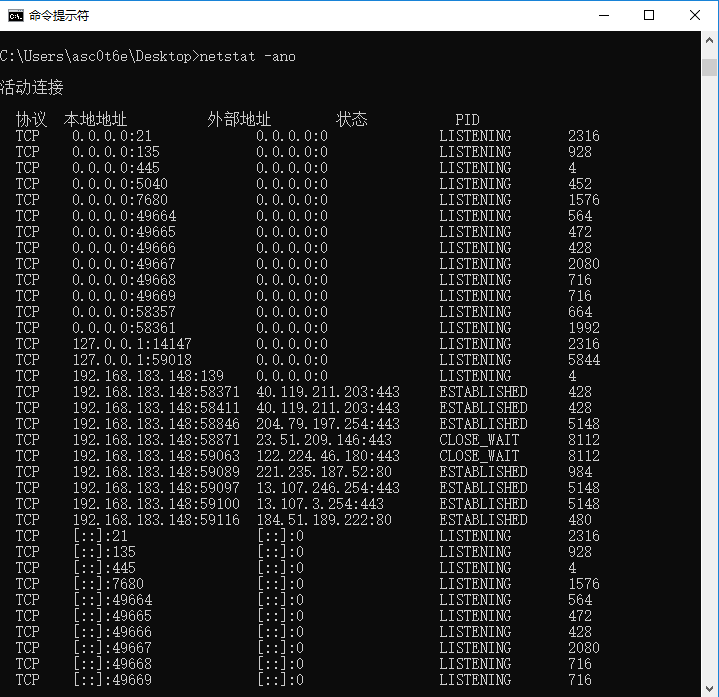 命令提示符
C:\Users\asc0t6e\Desktop>netstat -ano
活动连接
协议 本地地址 外部地址 状态 PID
TCP 0.0.0.0:21 0.0.0.0:0 LISTENING 2316
TCP 0.0.0.0:135 0.0.0.0:0 LISTENING 928
TCP 0.0.0.0:445 0.0.0.0:0 LISTENING 4
TCP 0.0.0.0:5040 0.0.0.0:0 LISTENING 452
TCP 0.0.0.0:7680 0.0.0.0:0 LISTENING 1576
TCP 0.0.0.0:49664 0.0.0.0:0 LISTENING 564
TCP 0.0.0.0:49665 0.0.0.0:0 LISTENING 472
TCP 0.0.0.0:49666 0.0.0.0:0 LISTENING 428
TCP 0.0.0.0:49667 0.0.0.0:0 LISTENING 2080
TCP 0.0.0.0:49668 0.0.0.0:0 LISTENING 716
TCP 0.0.0.0:49669 0.0.0.0:0 LISTENING 716
TCP 0.0.0.0:58357 0.0.0.0:0 LISTENING 664
TCP 0.0.0.0:58361 0.0.0.0:0 LISTENING 1992
TCP 127.0.0.1:14147 0.0.0.0:0 LISTENING 2316
TCP 127.0.0.1:59018 0.0.0.0:0 LISTENING 5844
TCP 192.168.183.148:139 0.0.0.0:0 LISTENING 4
TCP 192.168.183.148:58371 40.119.211.203:443 ESTABLISHED 428
TCP 192.168.183.148:58411 40.119.211.203:443 ESTABLISHED 428
TCP 192.168.183.148:58846 204.79.197.254:443 ESTABLISHED 5148
TCP 192.168.183.148:58871 23.51.209.146:443 CLOSE_WAIT 8112
TCP 192.168.183.148:59063 122.224.46.180:443 CLOSE_WAIT 8112
TCP 192.168.183.148:59089 221.235.187.52:80 ESTABLISHED 984
TCP 192.168.183.148:59097 13.107.246.254:443 ESTABLISHED 5148
TCP 192.168.183.148:59100 13.107.3.254:443 ESTABLISHED 5148
TCP 192.168.183.148:59116 184.51.189.222:80 ESTABLISHED 480
TCP [::]:21 [::]:0 LISTENING 2316
TCP [::]:135 [::]:0 LISTENING 928
TCP [::]:445 [::]:0 LISTENING 4
TCP [::]:7680 [::]:0 LISTENING 1576
TCP [::]:49664 [::]:0 LISTENING 564
TCP [::]:49665 [::]:0 LISTENING 472
TCP [::]:49666 [::]:0 LISTENING 428
TCP [::]:49667 [::]:0 LISTENING 2080
TCP [::]:49668 [::]:0 LISTENING 716
TCP [::]:49669 [::]:0 LISTENING 716